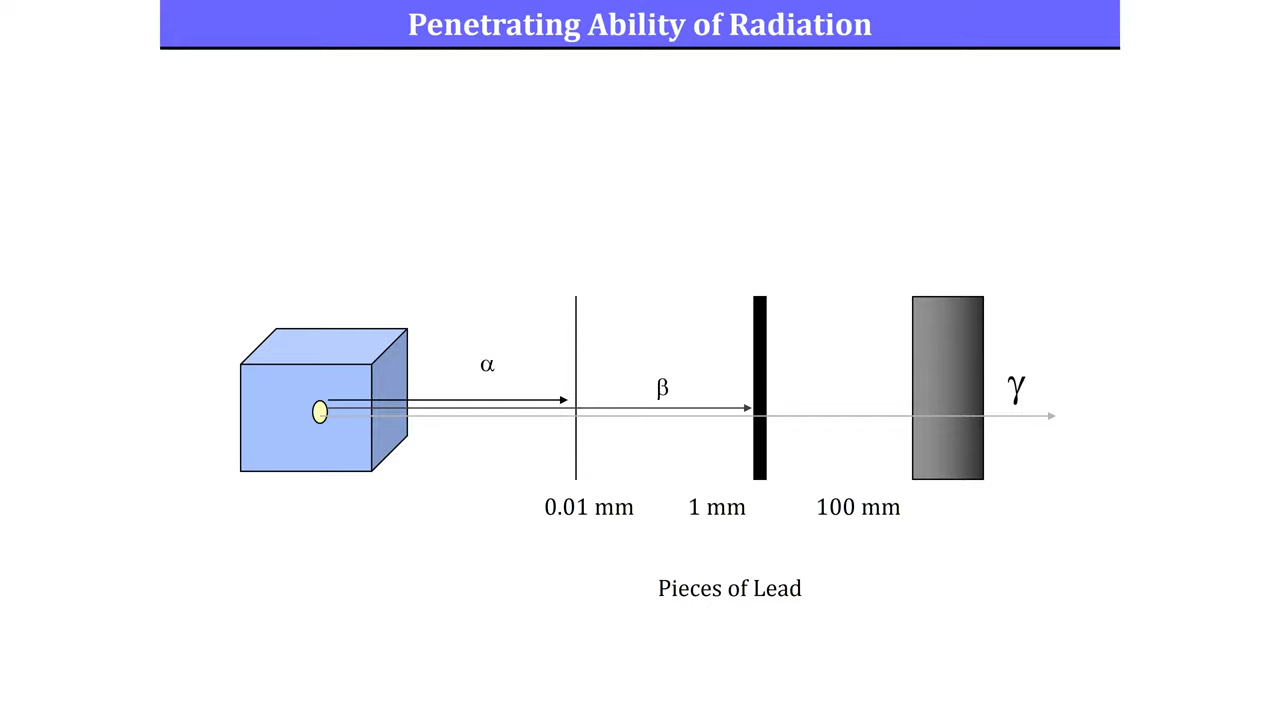 Penetrating Ability of Radiation
α
β
γ
0.01 mm
1 mm
100 mm
Pieces of Lead